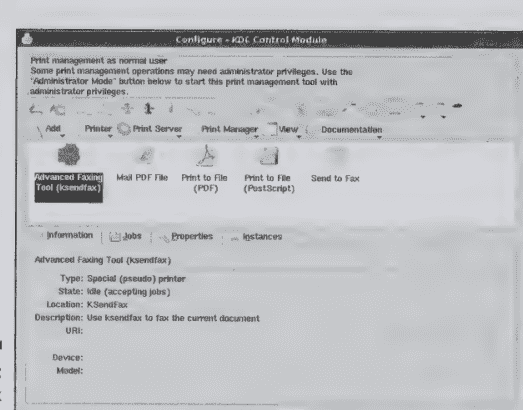 Configure - KDE Control Module
Print management as normal user
Some print management operations may need administrator privileges. Use the
"Administrator Mode" button below to start this print management tool with
administrator privileges.
Add Printer Print Server Print Manager View Documentation
Advanced Faxing Tool (ksendfax) Mail PDF File Print to File (PDF) Print to File (PostScript) Send to Fax
Information Jobs Properties Instances
Advanced Faxing Tool (ksendfax)
Type: Special (pseudo) printer
State: Idle (accepting jobs)
Location: KSendFax
Description: Use ksendfax to fax the current document
URI:
Device:
Model: